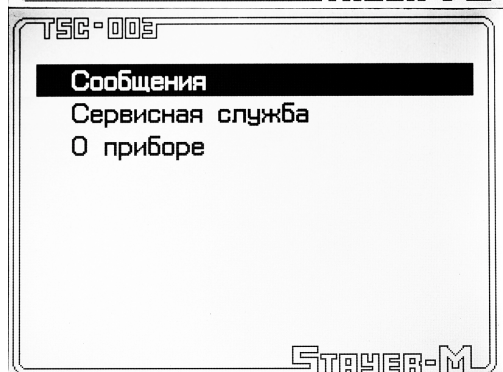 TSC-003
Сообщения
Сервисная служба
О приборе
STAYER-M